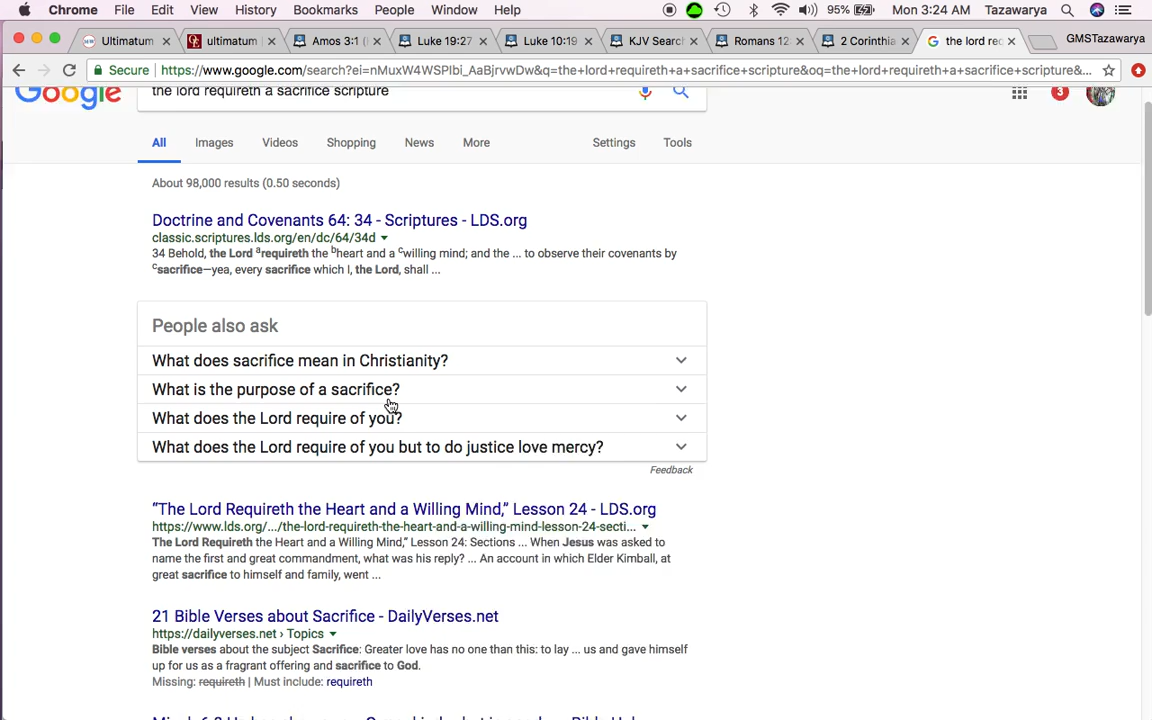 Chrome File Edit View History Bookmarks People Window Help 95% Mon 3:24 AM Tazawarya
Ultimatum ultimatum Amos 3:1 ( Luke 19:27 Luke 10:19 KJV Searc Romans 12: 2 Corinthia the lord req GMSTazawarya
Secure https://www.google.com/search?ei=nMuxW4WSPIbi_AaBjrvwDw&q=the+lord+requireth+a+sacrifice+scripture&oq=the+lord+requireth+a+sacrifice+scripture&...
Google the lord requireth a sacrifice scripture 3
All Images Videos Shopping News More Settings Tools
About 98,000 results (0.50 seconds)
Doctrine and Covenants 64: 34 - Scriptures - LDS.org
classic.scriptures.lds.org/en/dc/64/34d
34 Behold, the Lord a requireth the b heart and a c willing mind; and the ... to observe their covenants by
c sacrifice—yea, every sacrifice which I, the Lord, shall ...
People also ask
What does sacrifice mean in Christianity?
What is the purpose of a sacrifice?
What does the Lord require of you?
What does the Lord require of you but to do justice love mercy?
Feedback
“The Lord Requireth the Heart and a Willing Mind,” Lesson 24 - LDS.org
https://www.lds.org/.../the-lord-requireth-the-heart-and-a-willing-mind-lesson-24-secti...
The Lord Requireth the Heart and a Willing Mind,” Lesson 24: Sections ... When Jesus was asked to
name the first and great commandment, what was his reply? ... An account in which Elder Kimball, at
great sacrifice to himself and family, went ...
21 Bible Verses about Sacrifice - DailyVerses.net
https://dailyverses.net › Topics
Bible verses about the subject Sacrifice: Greater love has no one than this: to lay ... us and gave himself
up for us as a fragrant offering and sacrifice to God.
Missing: requireth | Must include: requireth